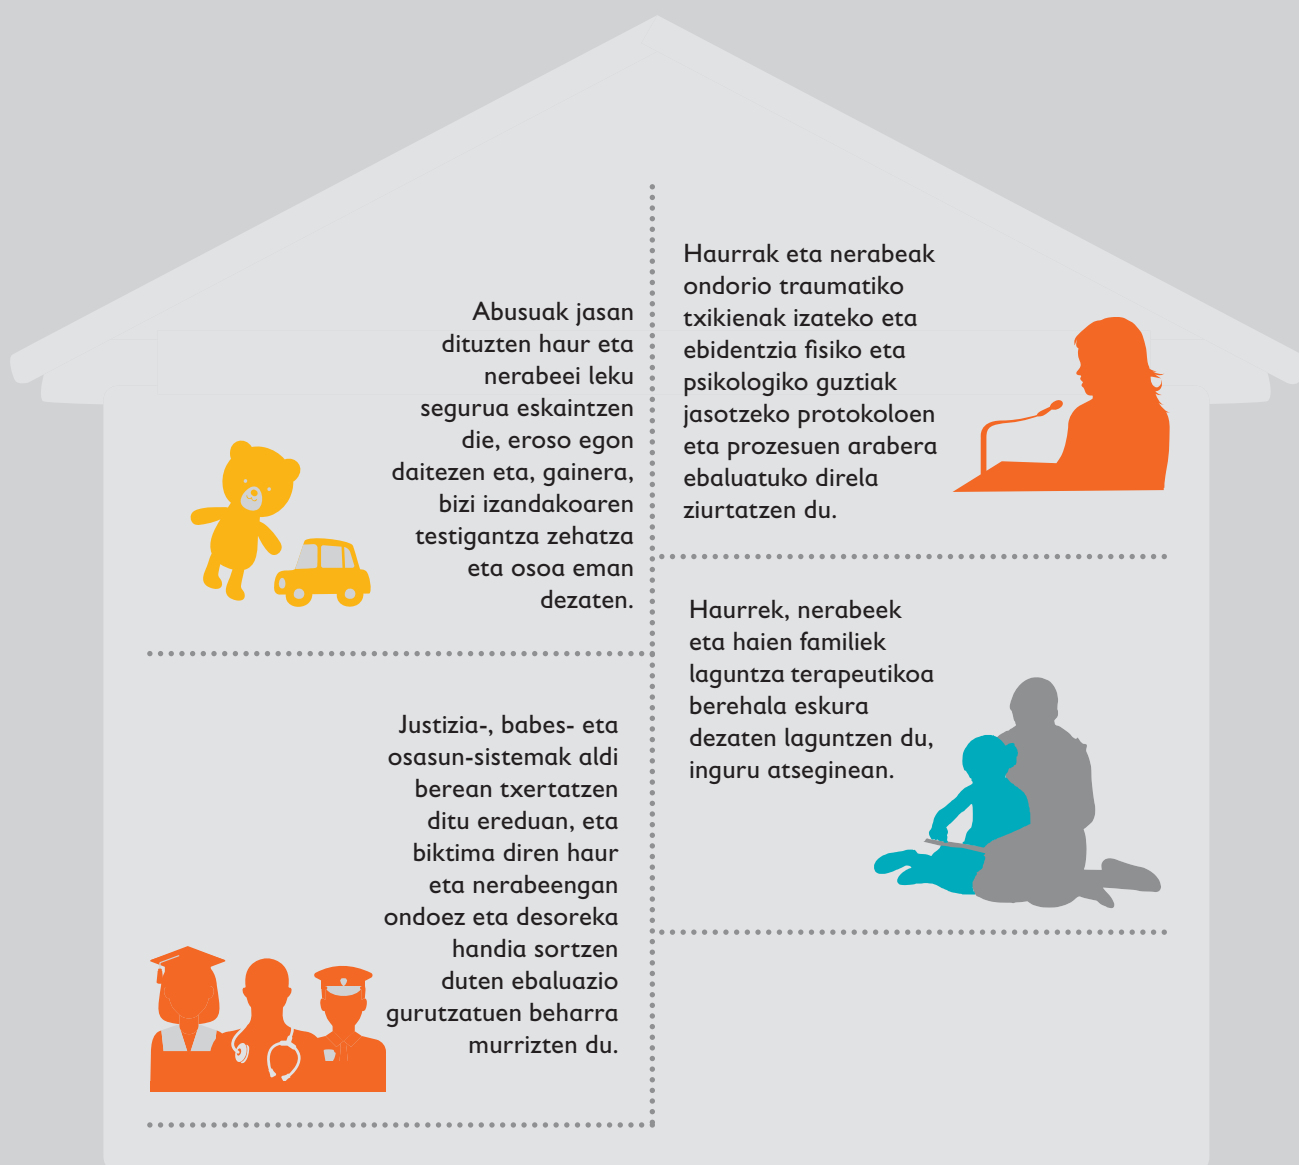 Abusuak jasan
dituzten haur eta
nerabeei leku
segurua eskaintzen
die, eroso egon
daitezen eta, gainera,
bizi izandakoaren
testigantza zehatza
eta osoa eman
dezaten.
Haurrak eta nerabeak
ondorio traumatiko
txikienak izateko eta
ebidentzia fisiko eta
psikologiko guztiak
jasotzeko protokoloen
eta prozesuen arabera
ebaluatuko direla
ziurtatzen du.
Justizia-, babes- eta
osasun-sistemak aldi
berean txertatzen
ditu ereduan, eta
biktima diren haur
eta nerabeengan
ondoez eta desoreka
handia sortzen
duten ebaluazio
gurutzatuen beharra
murrizten du.
Haurrek, nerabeek
eta haien familiek
laguntza terapeutikoa
berehala eskura
dezaten laguntzen du,
inguru atseginean.